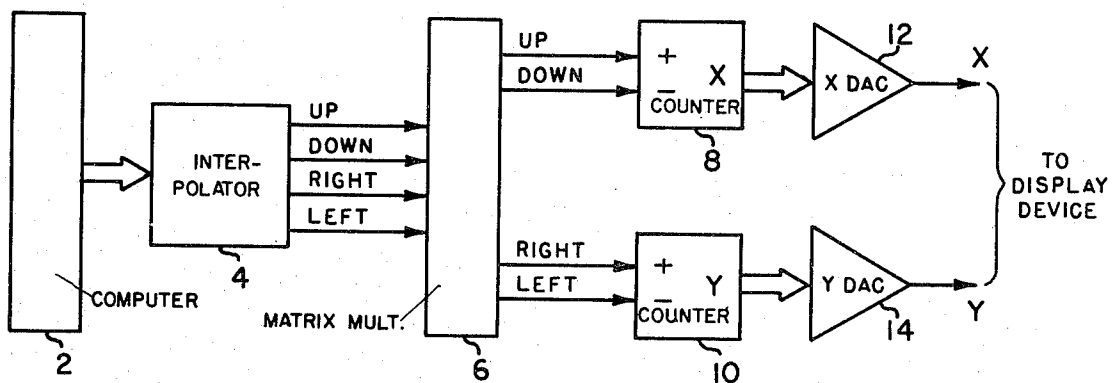 COMPUTER
2
INTER-
POLATOR
4
UP
DOWN
RIGHT
LEFT
MATRIX MULT.
6
UP
DOWN
+
–
X
COUNTER
8
X DAC
12
X
RIGHT
LEFT
+
–
Y
COUNTER
10
Y DAC
14
Y
TO
DISPLAY
DEVICE